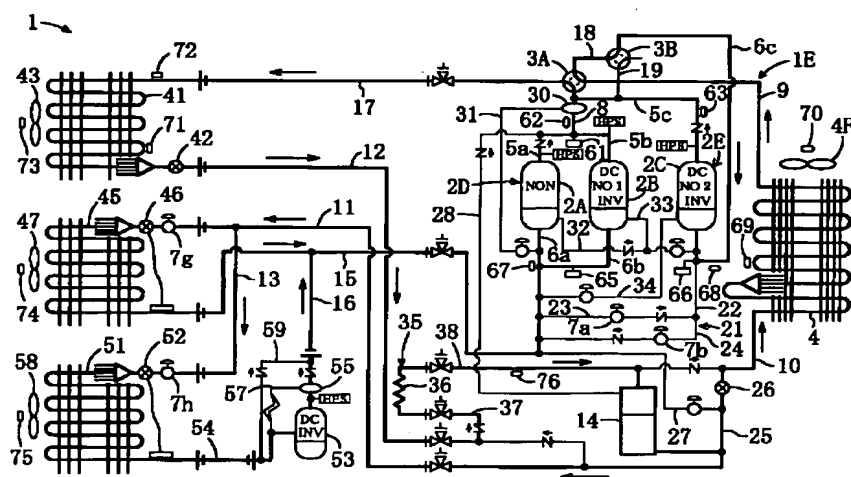 1
72
18
3B
6c
3A
1E
43
41
30
19
63
9
70
31
8
5c
4F
17
62
HPS
71
42
61
5b
2E
73
12
5a
HPS
HPS
2C
DC
NO 1
INV
DC
NO 2
INV
2D
NON
2A
2B
33
45
46
11
28
32
69
47
7g
6a
6b
67
65
66
68
13
15
34
22
74
16
23
7a
21
24
4
51
52
59
35
38
7b
10
58
7h
57
55
36
76
26
HPS
37
14
27
25
75
54
DC
INV
53